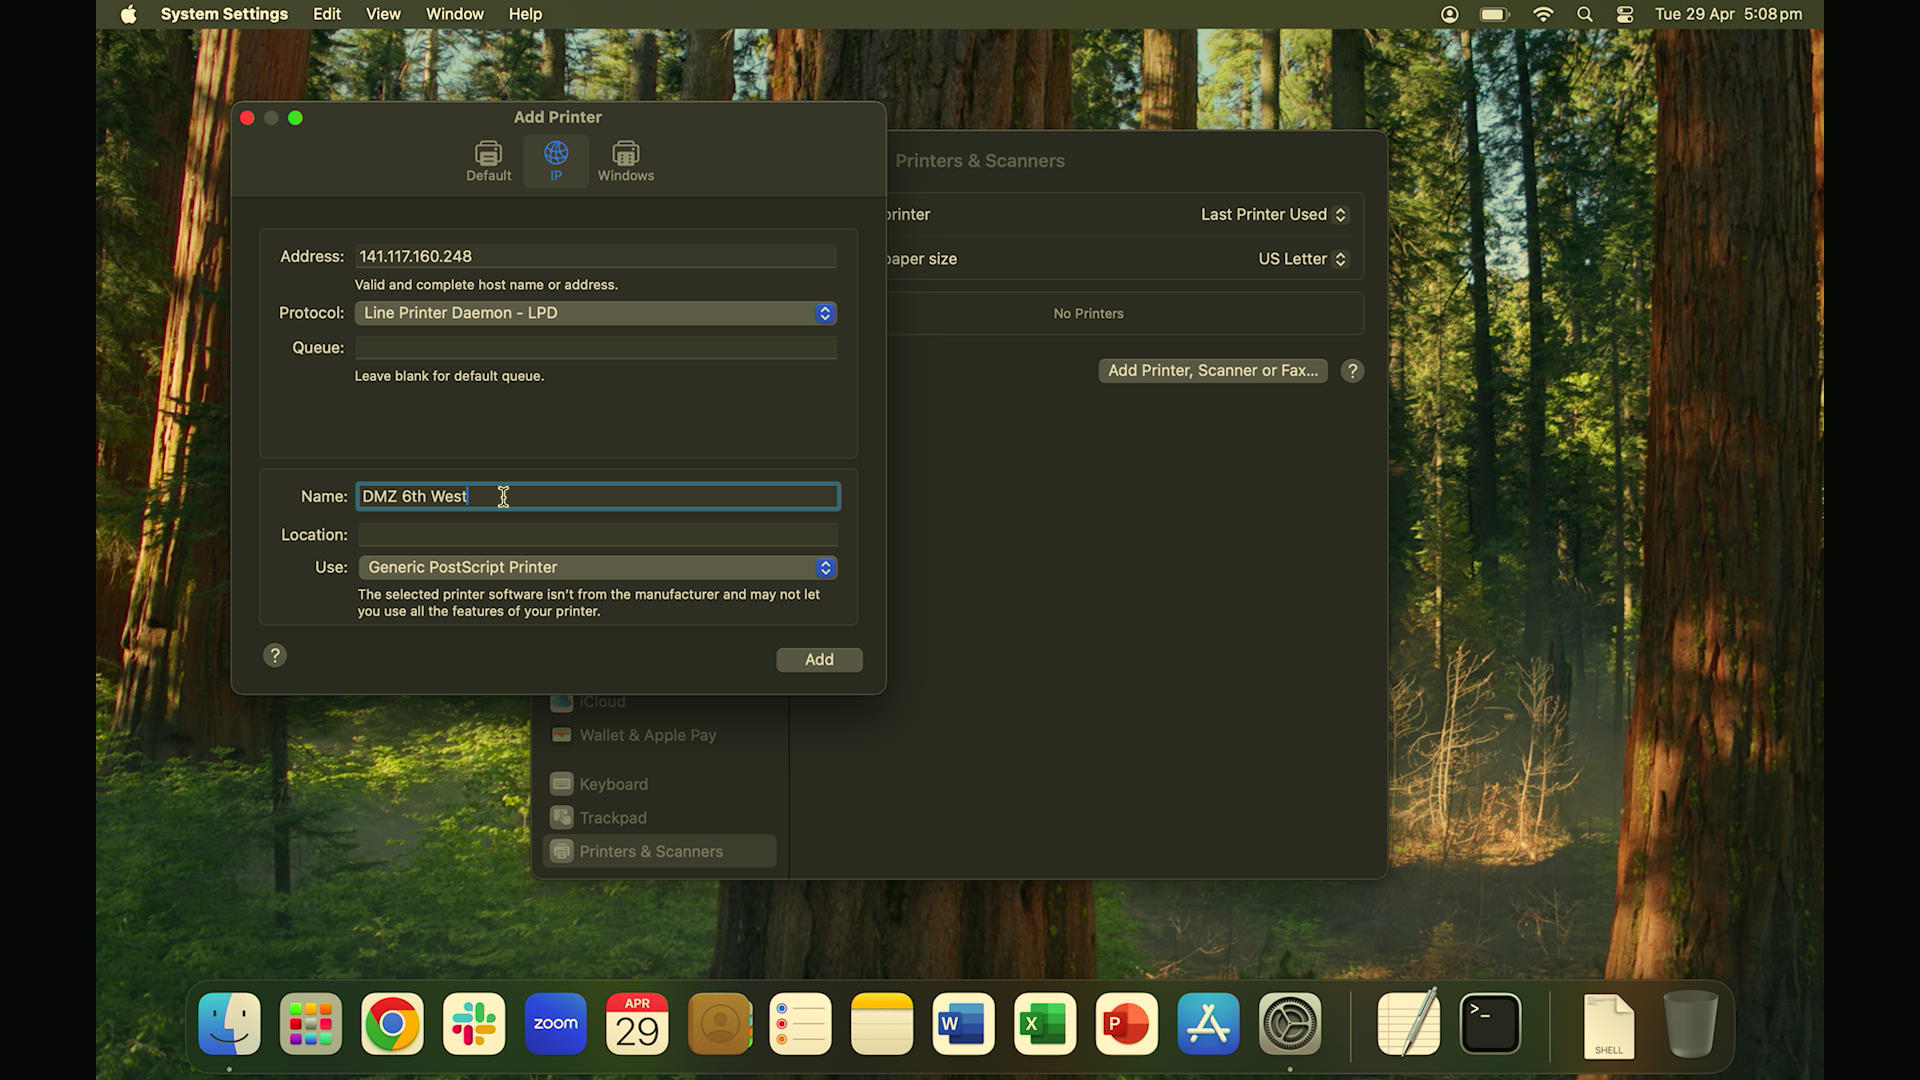 System Settings Edit View Window Help
Tue 29 Apr 5:08 pm
Add Printer
Default IP Windows
Address: 141.117.160.248
Valid and complete host name or address.
Protocol: Line Printer Daemon - LPD
Queue:
Leave blank for default queue.
Name: DMZ 6th West
Location:
Use: Generic PostScript Printer
The selected printer software isn't from the manufacturer and may not let
you use all the features of your printer.
?
Add
Printers & Scanners
printer Last Printer Used
paper size US Letter
No Printers
Add Printer, Scanner or Fax... ?
iCloud
Wallet & Apple Pay
Keyboard
Trackpad
Printers & Scanners
zoom
APR
29
W
X
P
>_
SHELL